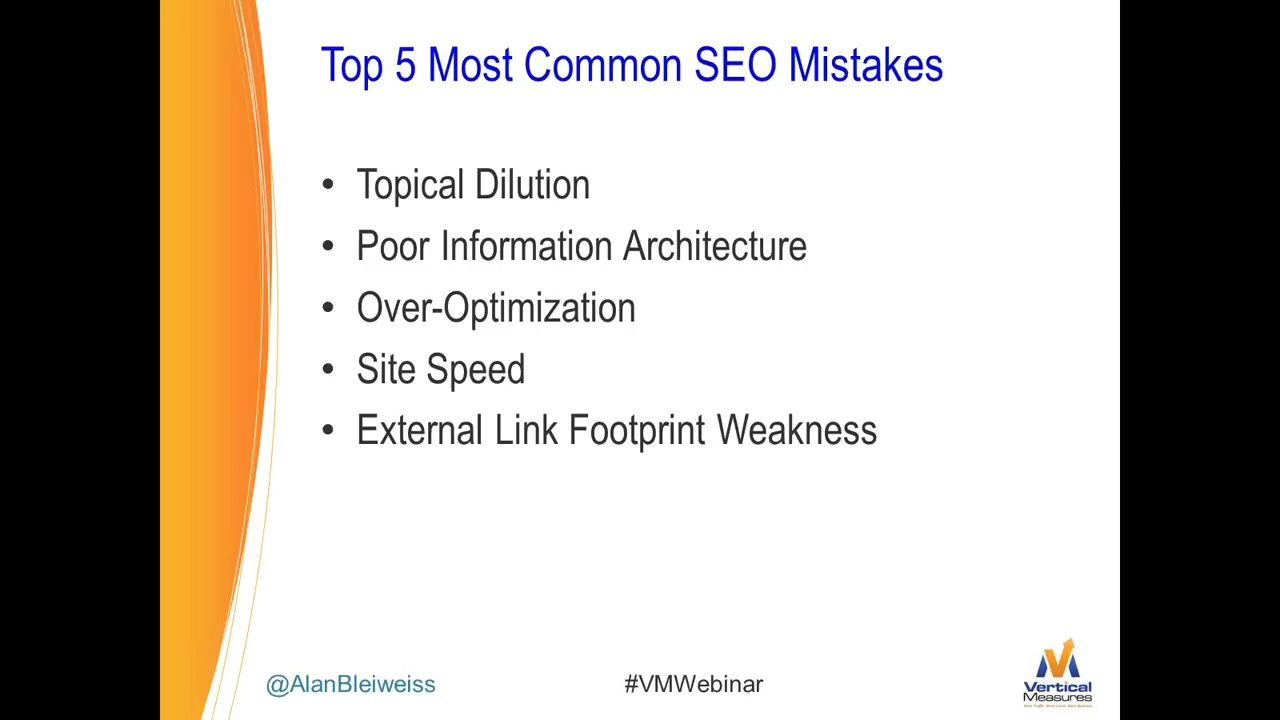 Top 5 Most Common SEO Mistakes
• Topical Dilution
• Poor Information Architecture
• Over-Optimization
• Site Speed
• External Link Footprint Weakness
@AlanBleiweiss
#VMWebinar
Vertical
Measures